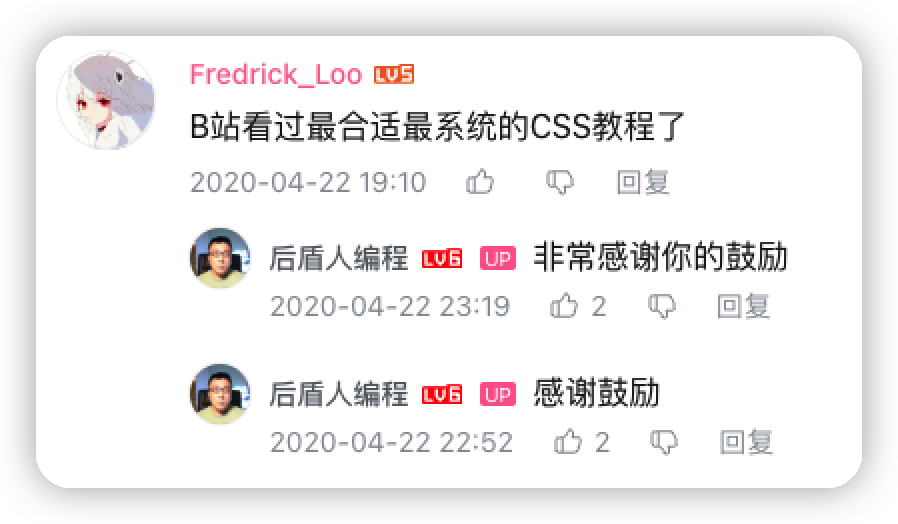 Fredrick_Loo LV5
B站看过最合适最系统的CSS教程了
2020-04-22 19:10 回复
后盾人编程 LV6 UP 非常感谢你的鼓励
2020-04-22 23:19 2 回复
后盾人编程 LV6 UP 感谢鼓励
2020-04-22 22:52 2 回复